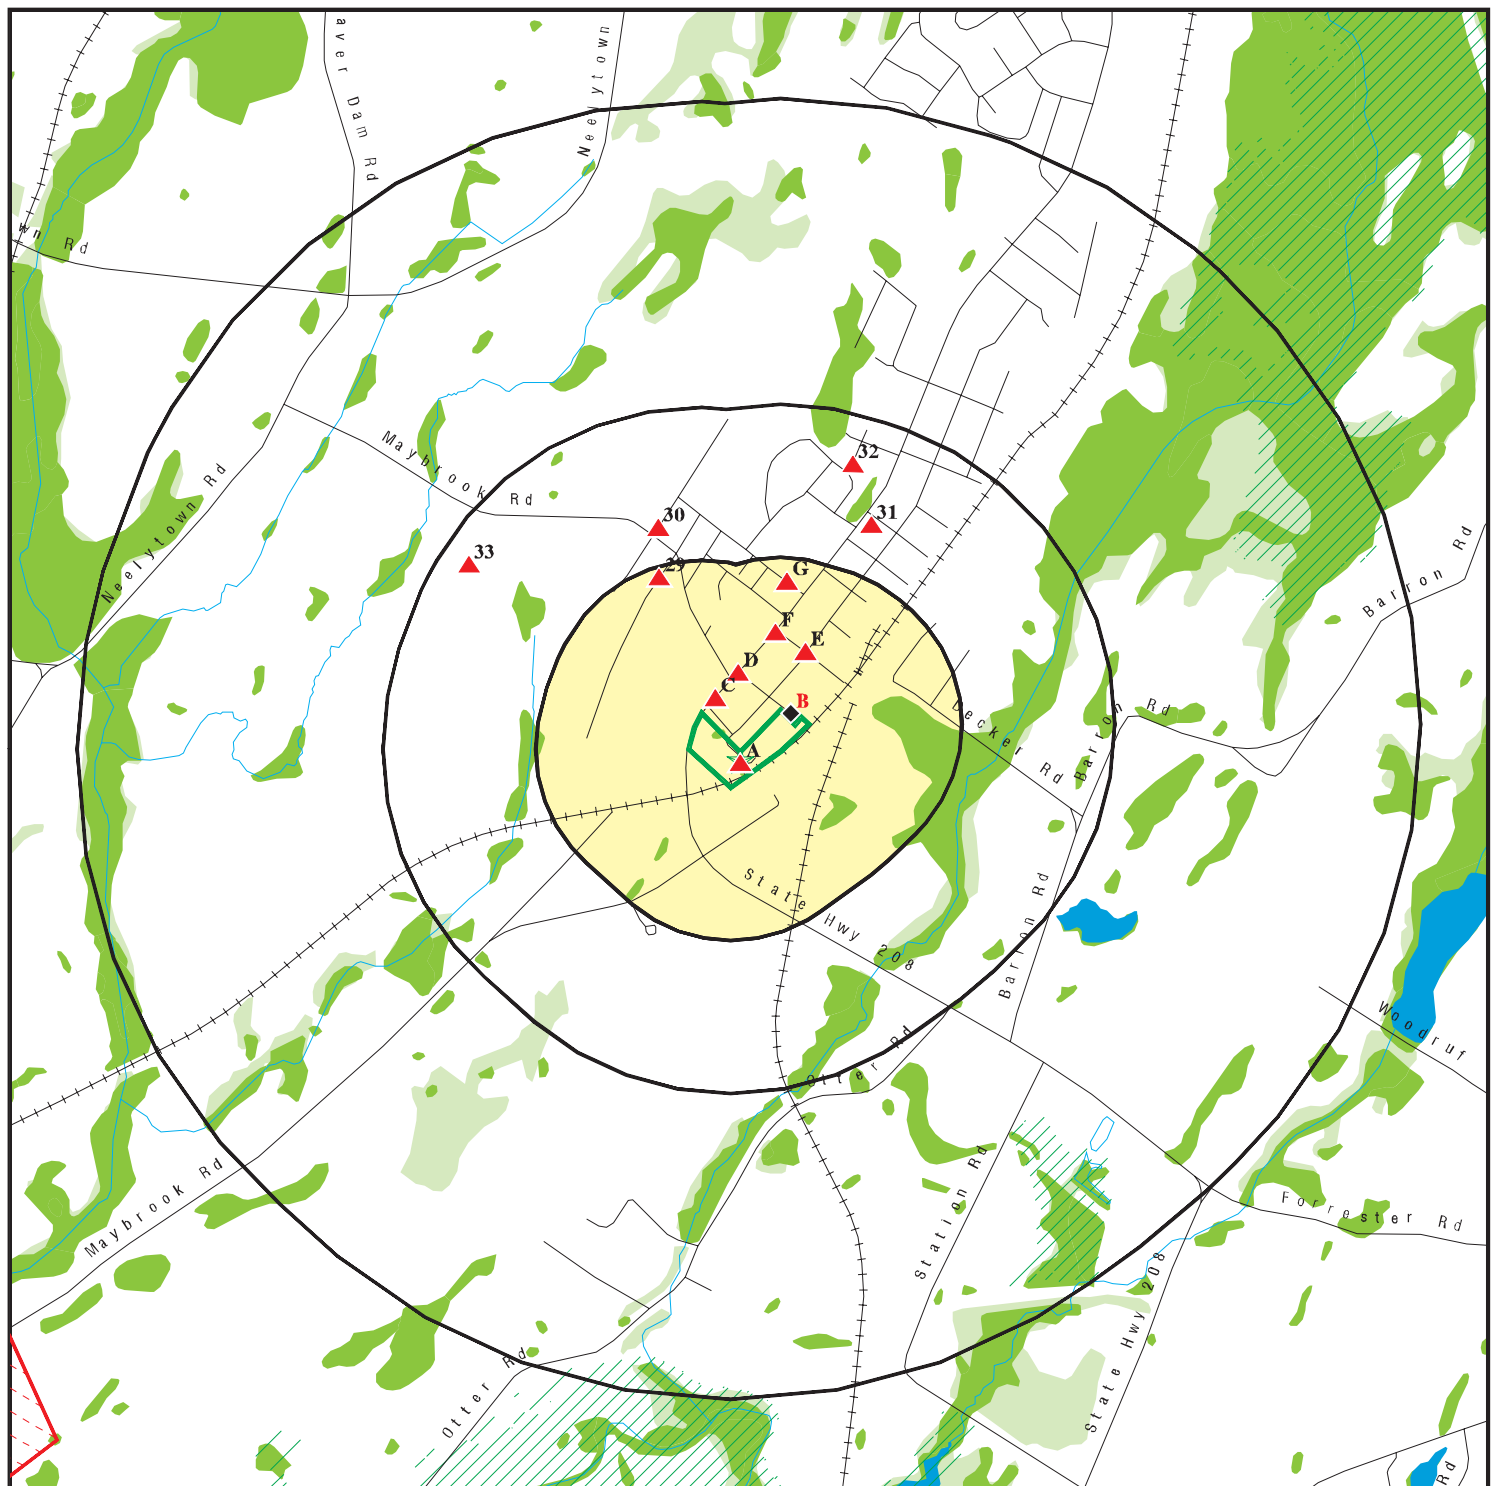 aver Dam Rd
Neelytown
wn Rd
Maybrook Rd
Neelytown Rd
32
31
30
29
33
G
F
E
D
C
B
A
Decker Rd
Barron Rd
Barron Rd
Barron Rd
State Hwy 208
Otter Rd
Woodruf
Maybrook Rd
Station Rd
Forrester Rd
State Hwy 208
Otter Rd
Rd